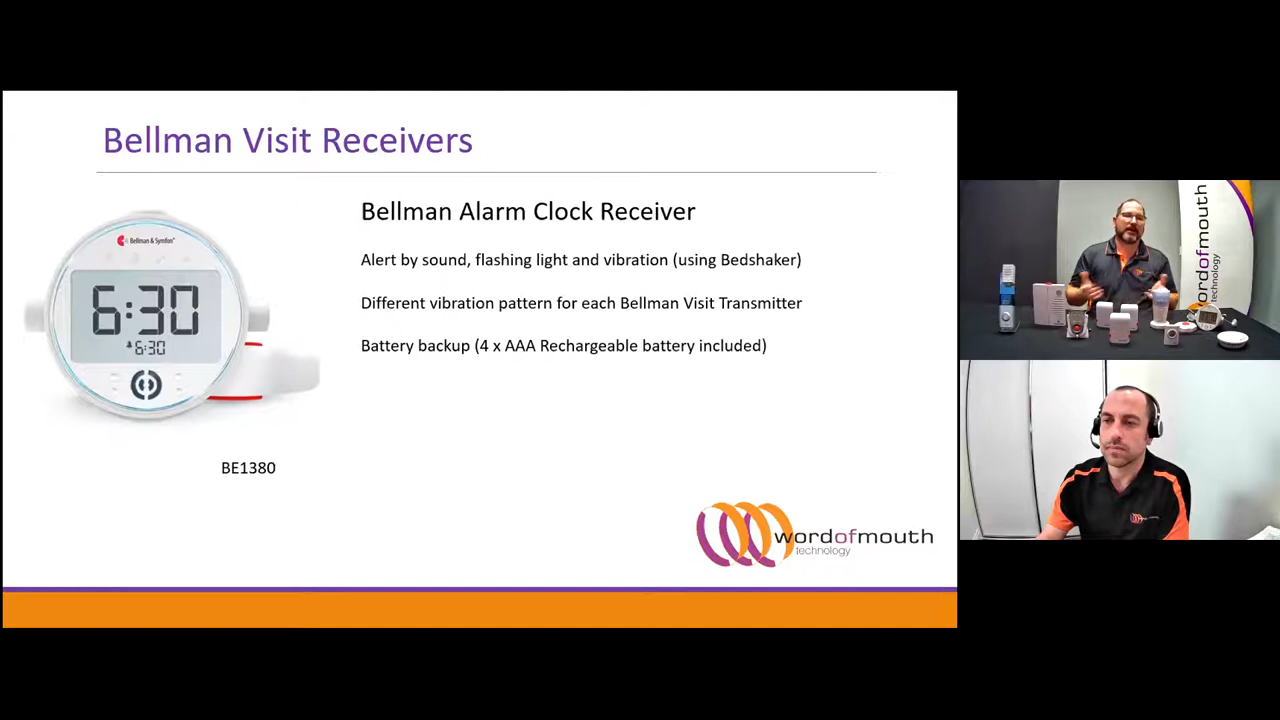 Bellman Visit Receivers
Bellman & Symfon
6:30
6:30
Bellman Alarm Clock Receiver
Alert by sound, flashing light and vibration (using Bedshaker)
Different vibration pattern for each Bellman Visit Transmitter
Battery backup (4 x AAA Rechargeable battery included)
BE1380
wordofmouth
technology
wordofmouth
technology